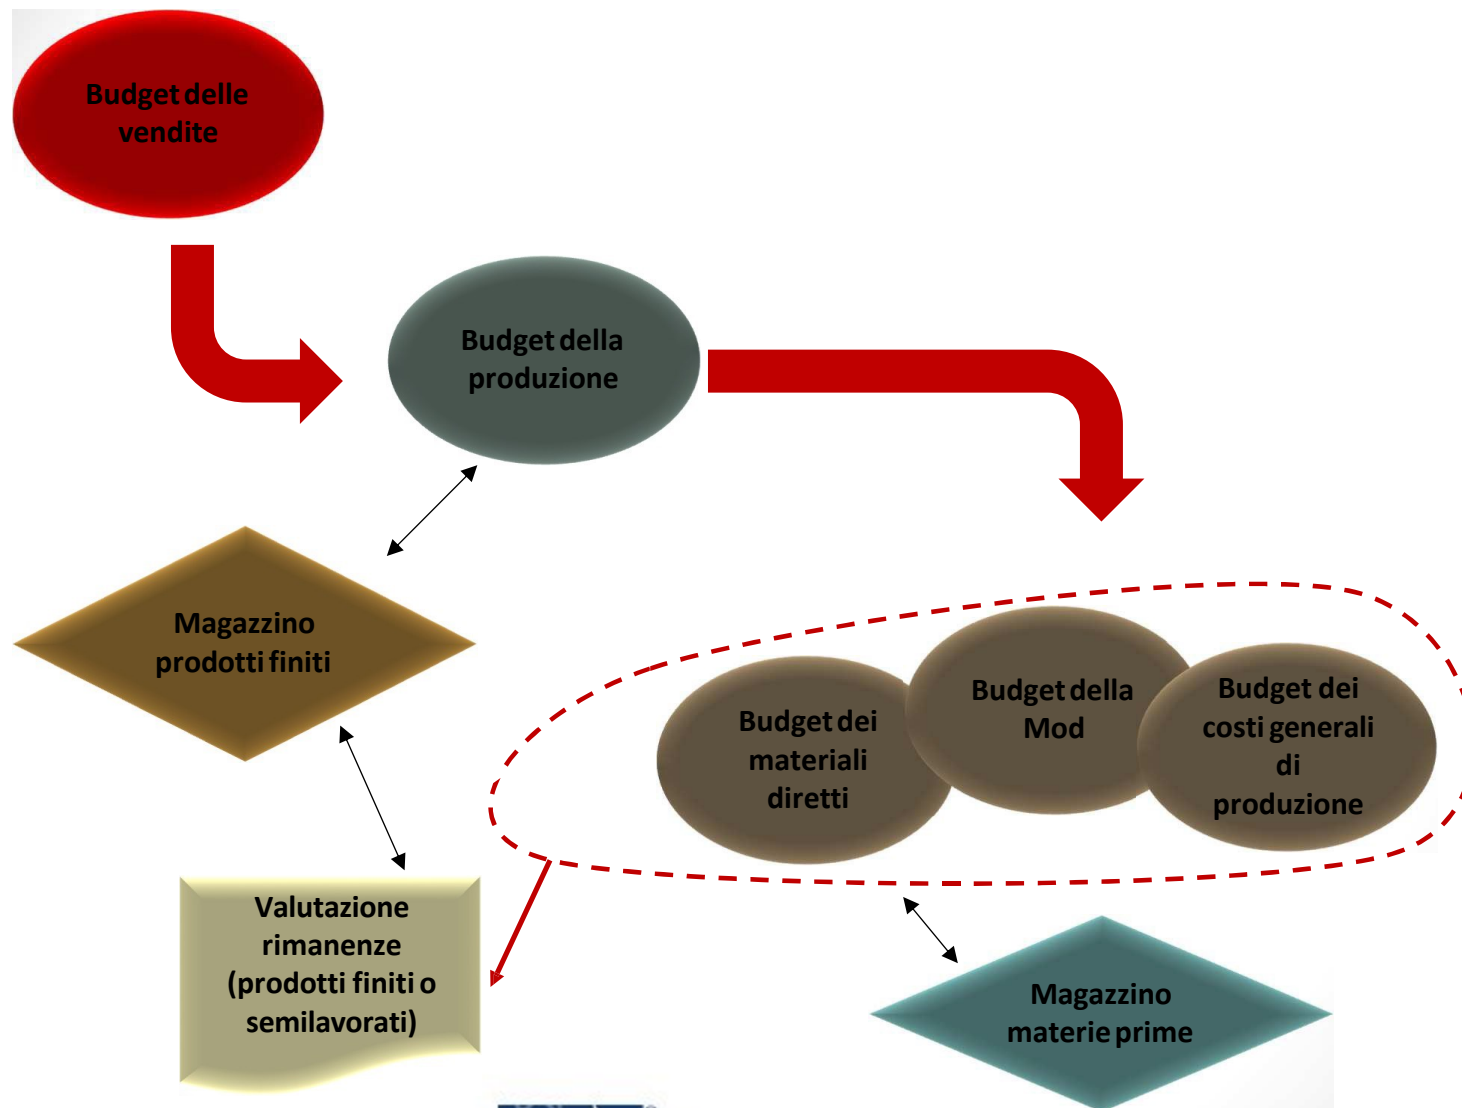 Budget delle
vendite
Budget della
produzione
Magazzino
prodotti finiti
Budget dei
materiali
diretti
Budget della
Mod
Budget dei
costi generali
di
produzione
Valutazione
rimanenze
(prodotti finiti o
semilavorati)
Magazzino
materie prime